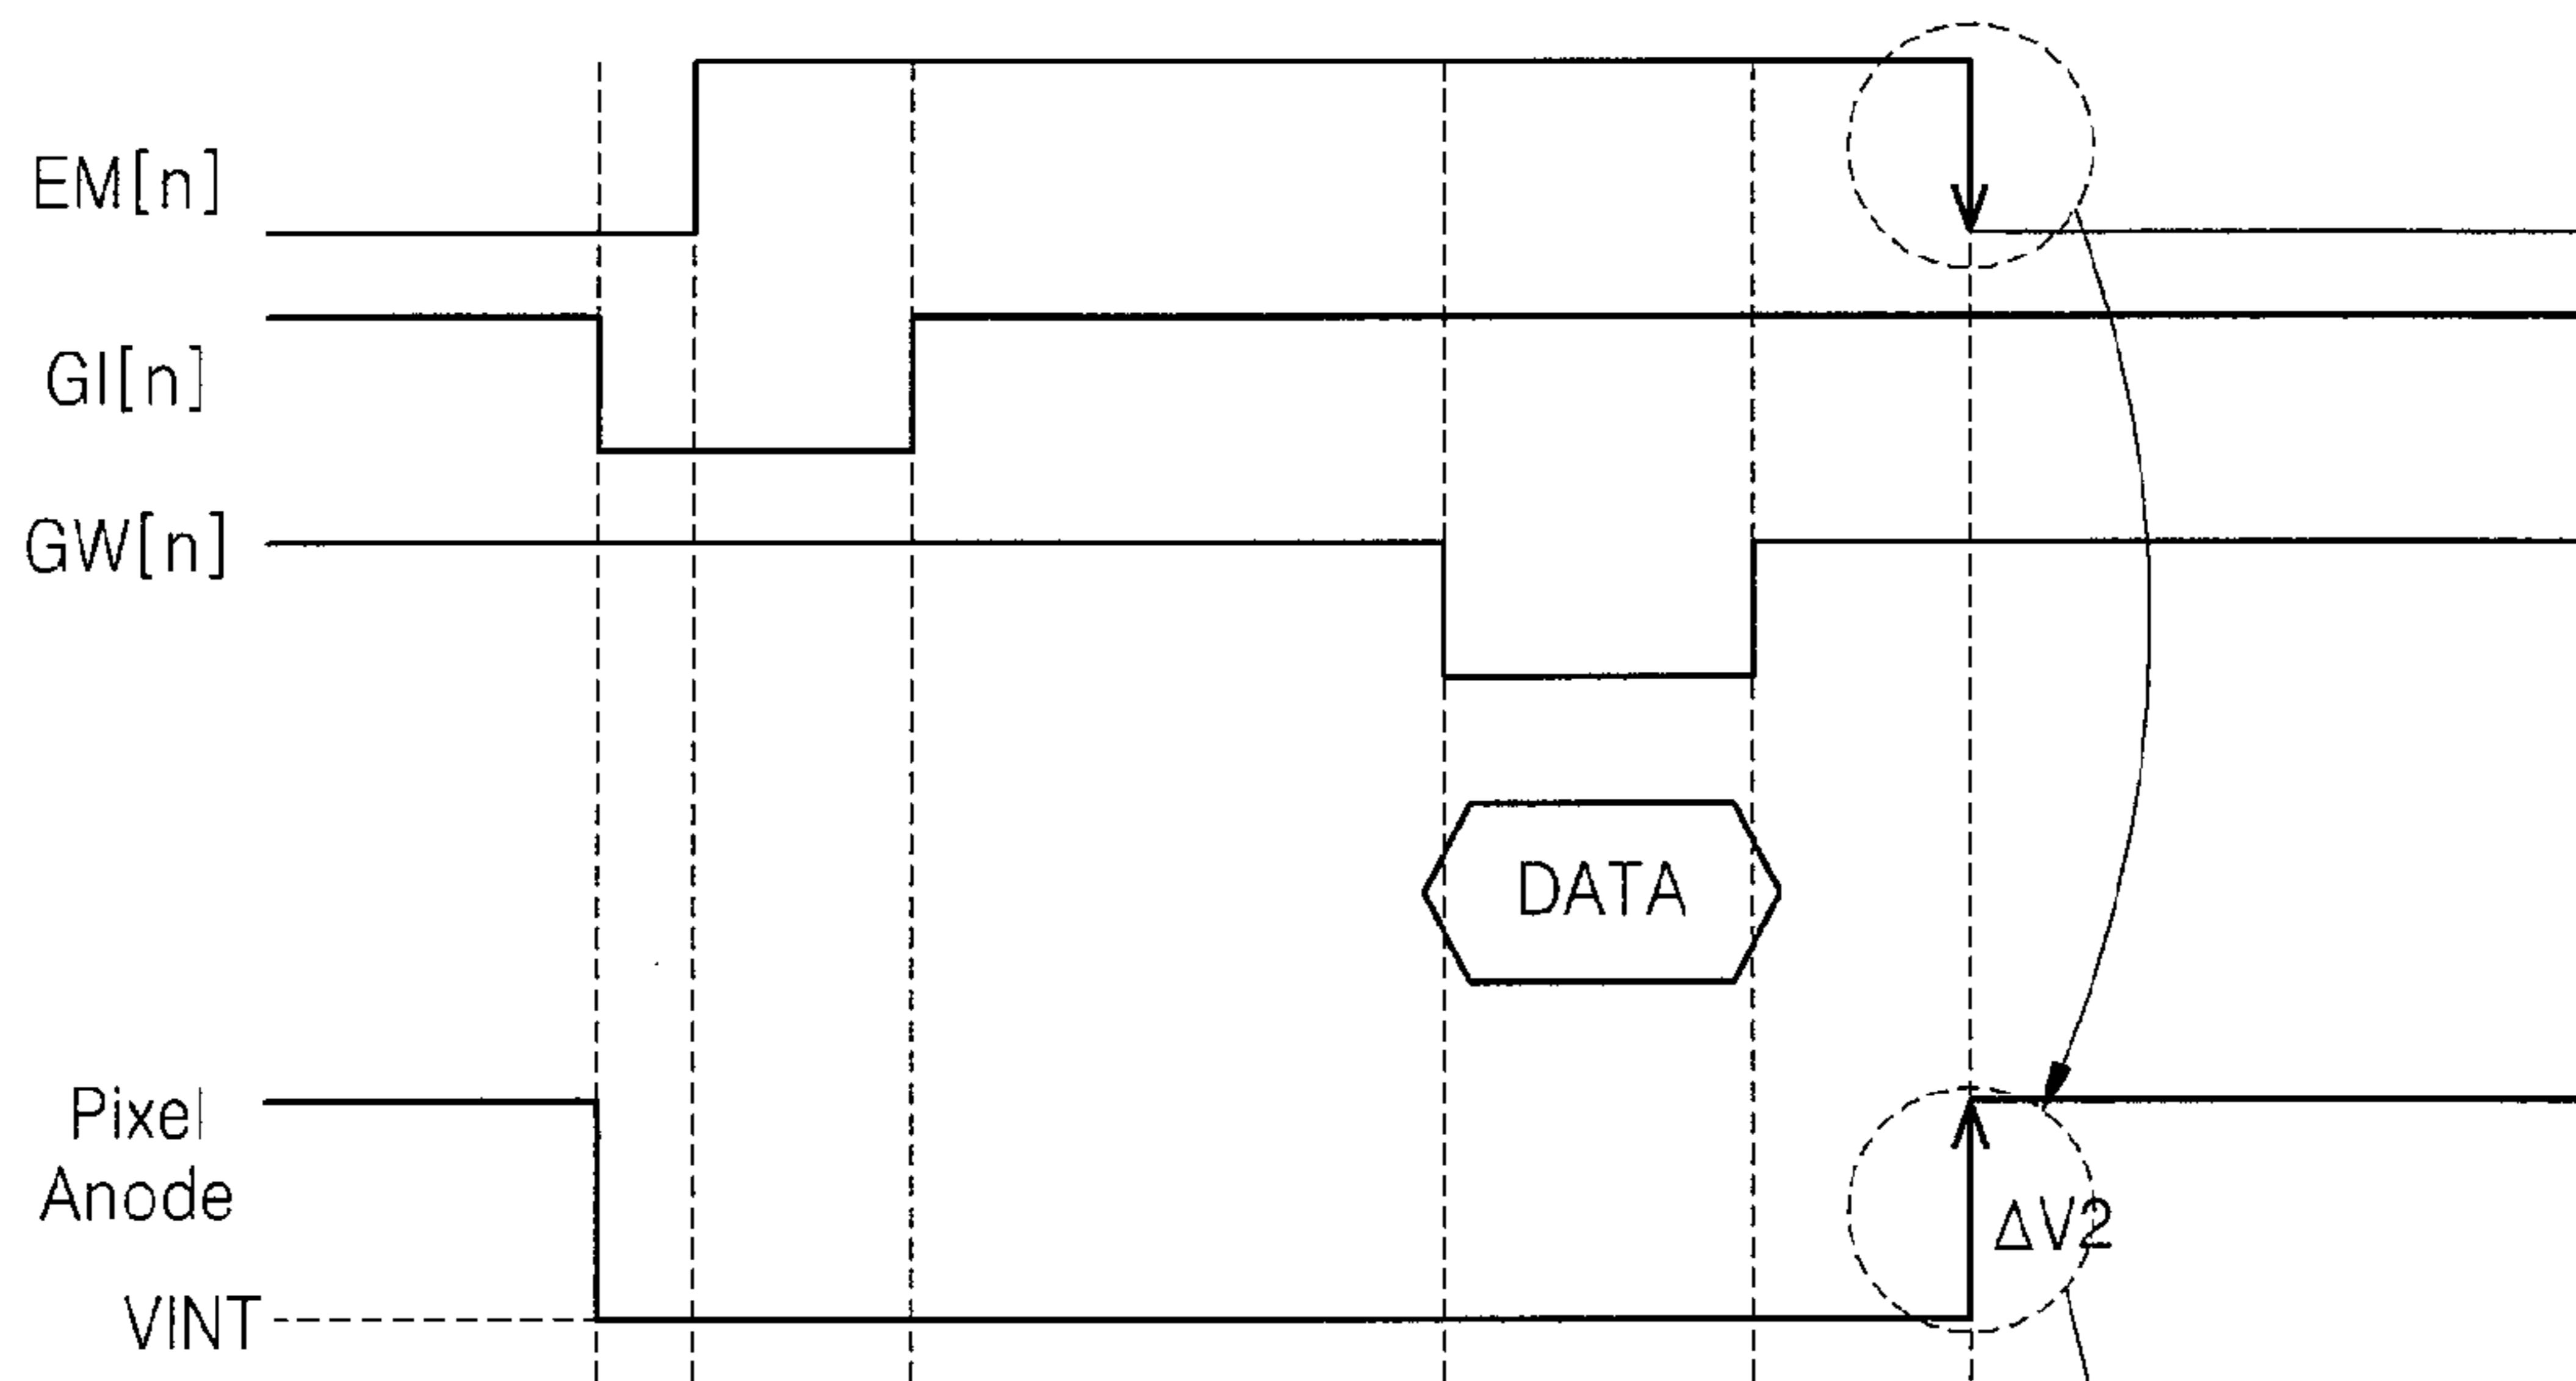 EM[n]
GI[n]
GW[n]
DATA
Pixel
Anode
ΔV2
VINT